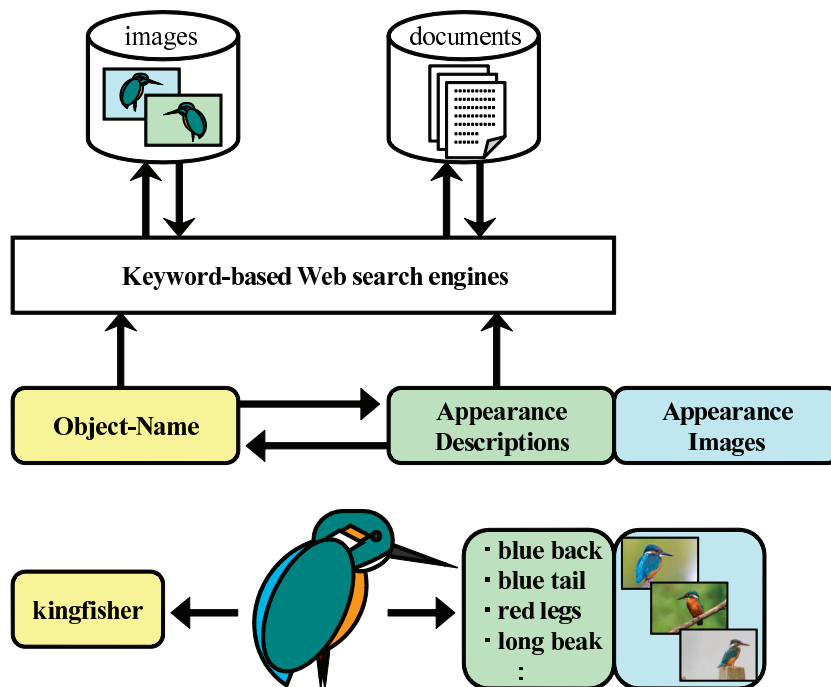 images
documents
Keyword-based Web search engines
Object-Name
Appearance
Descriptions
Appearance
Images
kingfisher
· blue back
· blue tail
· red legs
· long beak
: